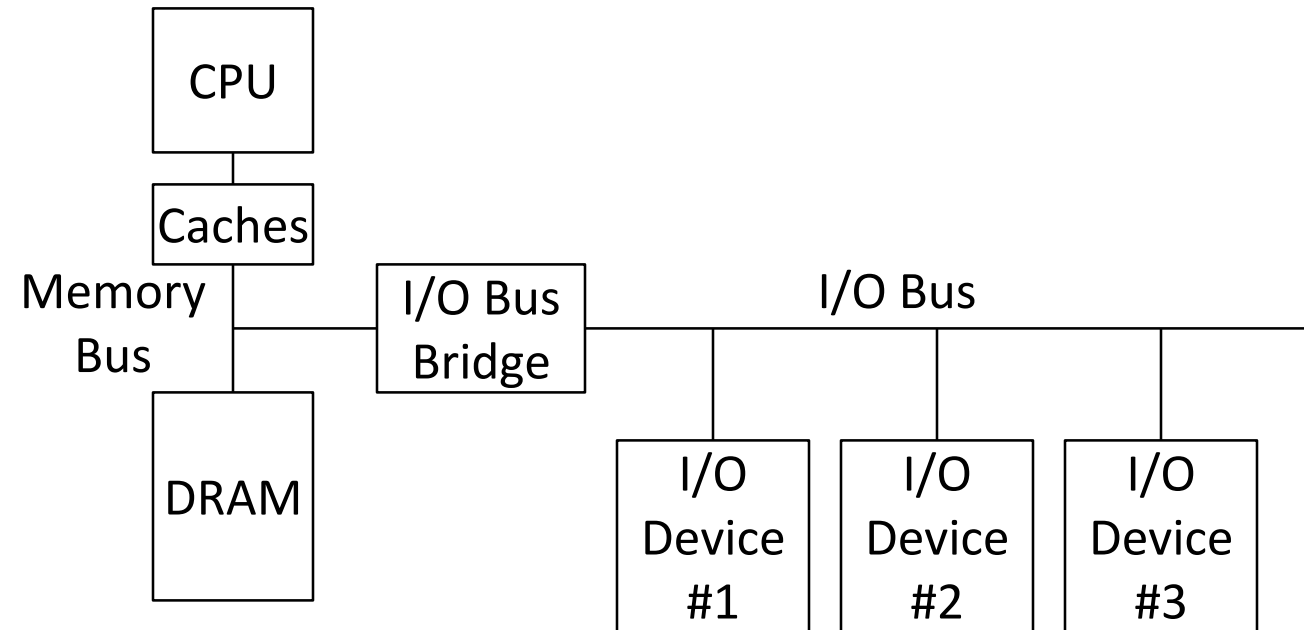 CPU
Caches
Memory
Bus
I/O Bus
Bridge
I/O Bus
DRAM
I/O
Device
#1
I/O
Device
#2
I/O
Device
#3